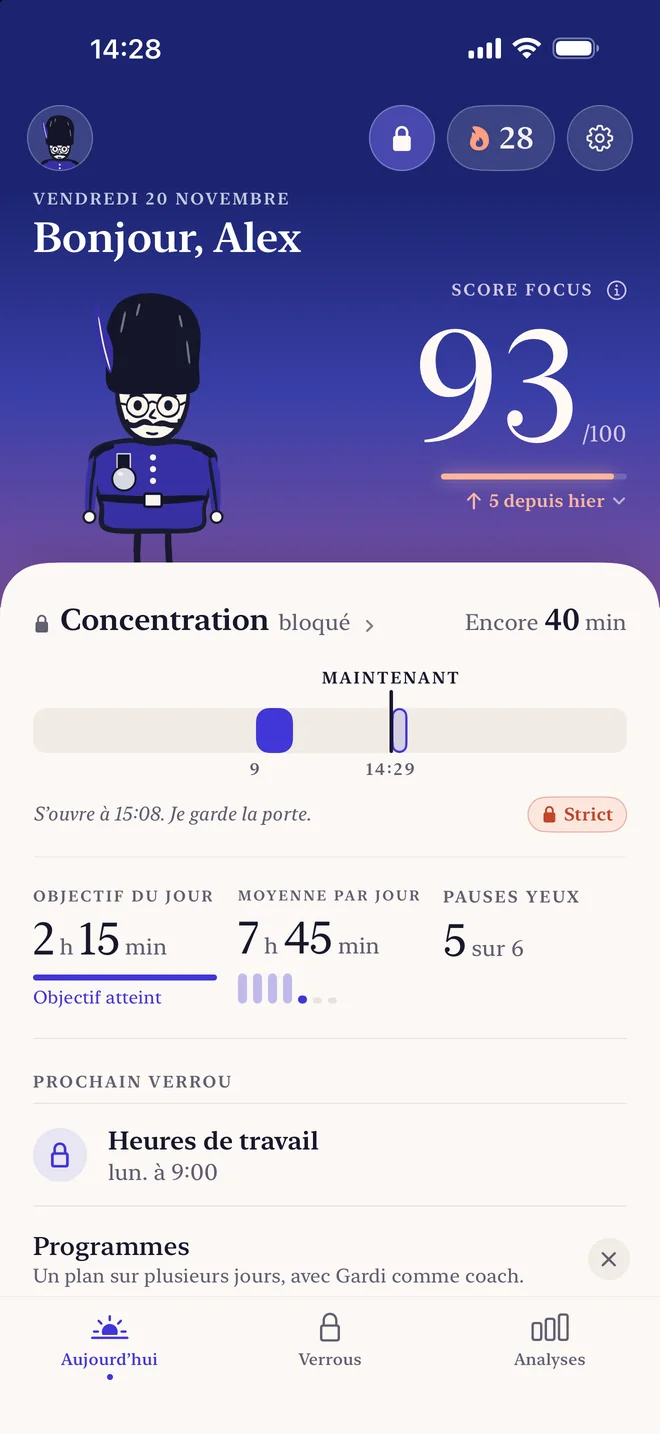 14:28
28
VENDREDI 20 NOVEMBRE
Bonjour, Alex
SCORE FOCUS
93 /100
↑ 5 depuis hier
Concentration bloqué
Encore 40 min
MAINTENANT
9
14:29
S’ouvre à 15:08. Je garde la porte.
Strict
OBJECTIF DU JOUR
2 h 15 min
Objectif atteint
MOYENNE PAR JOUR
7 h 45 min
PAUSES YEUX
5 sur 6
PROCHAIN VERROU
Heures de travail
lun. à 9:00
Programmes
Un plan sur plusieurs jours, avec Gardi comme coach.
Aujourd’hui
Verrous
Analyses